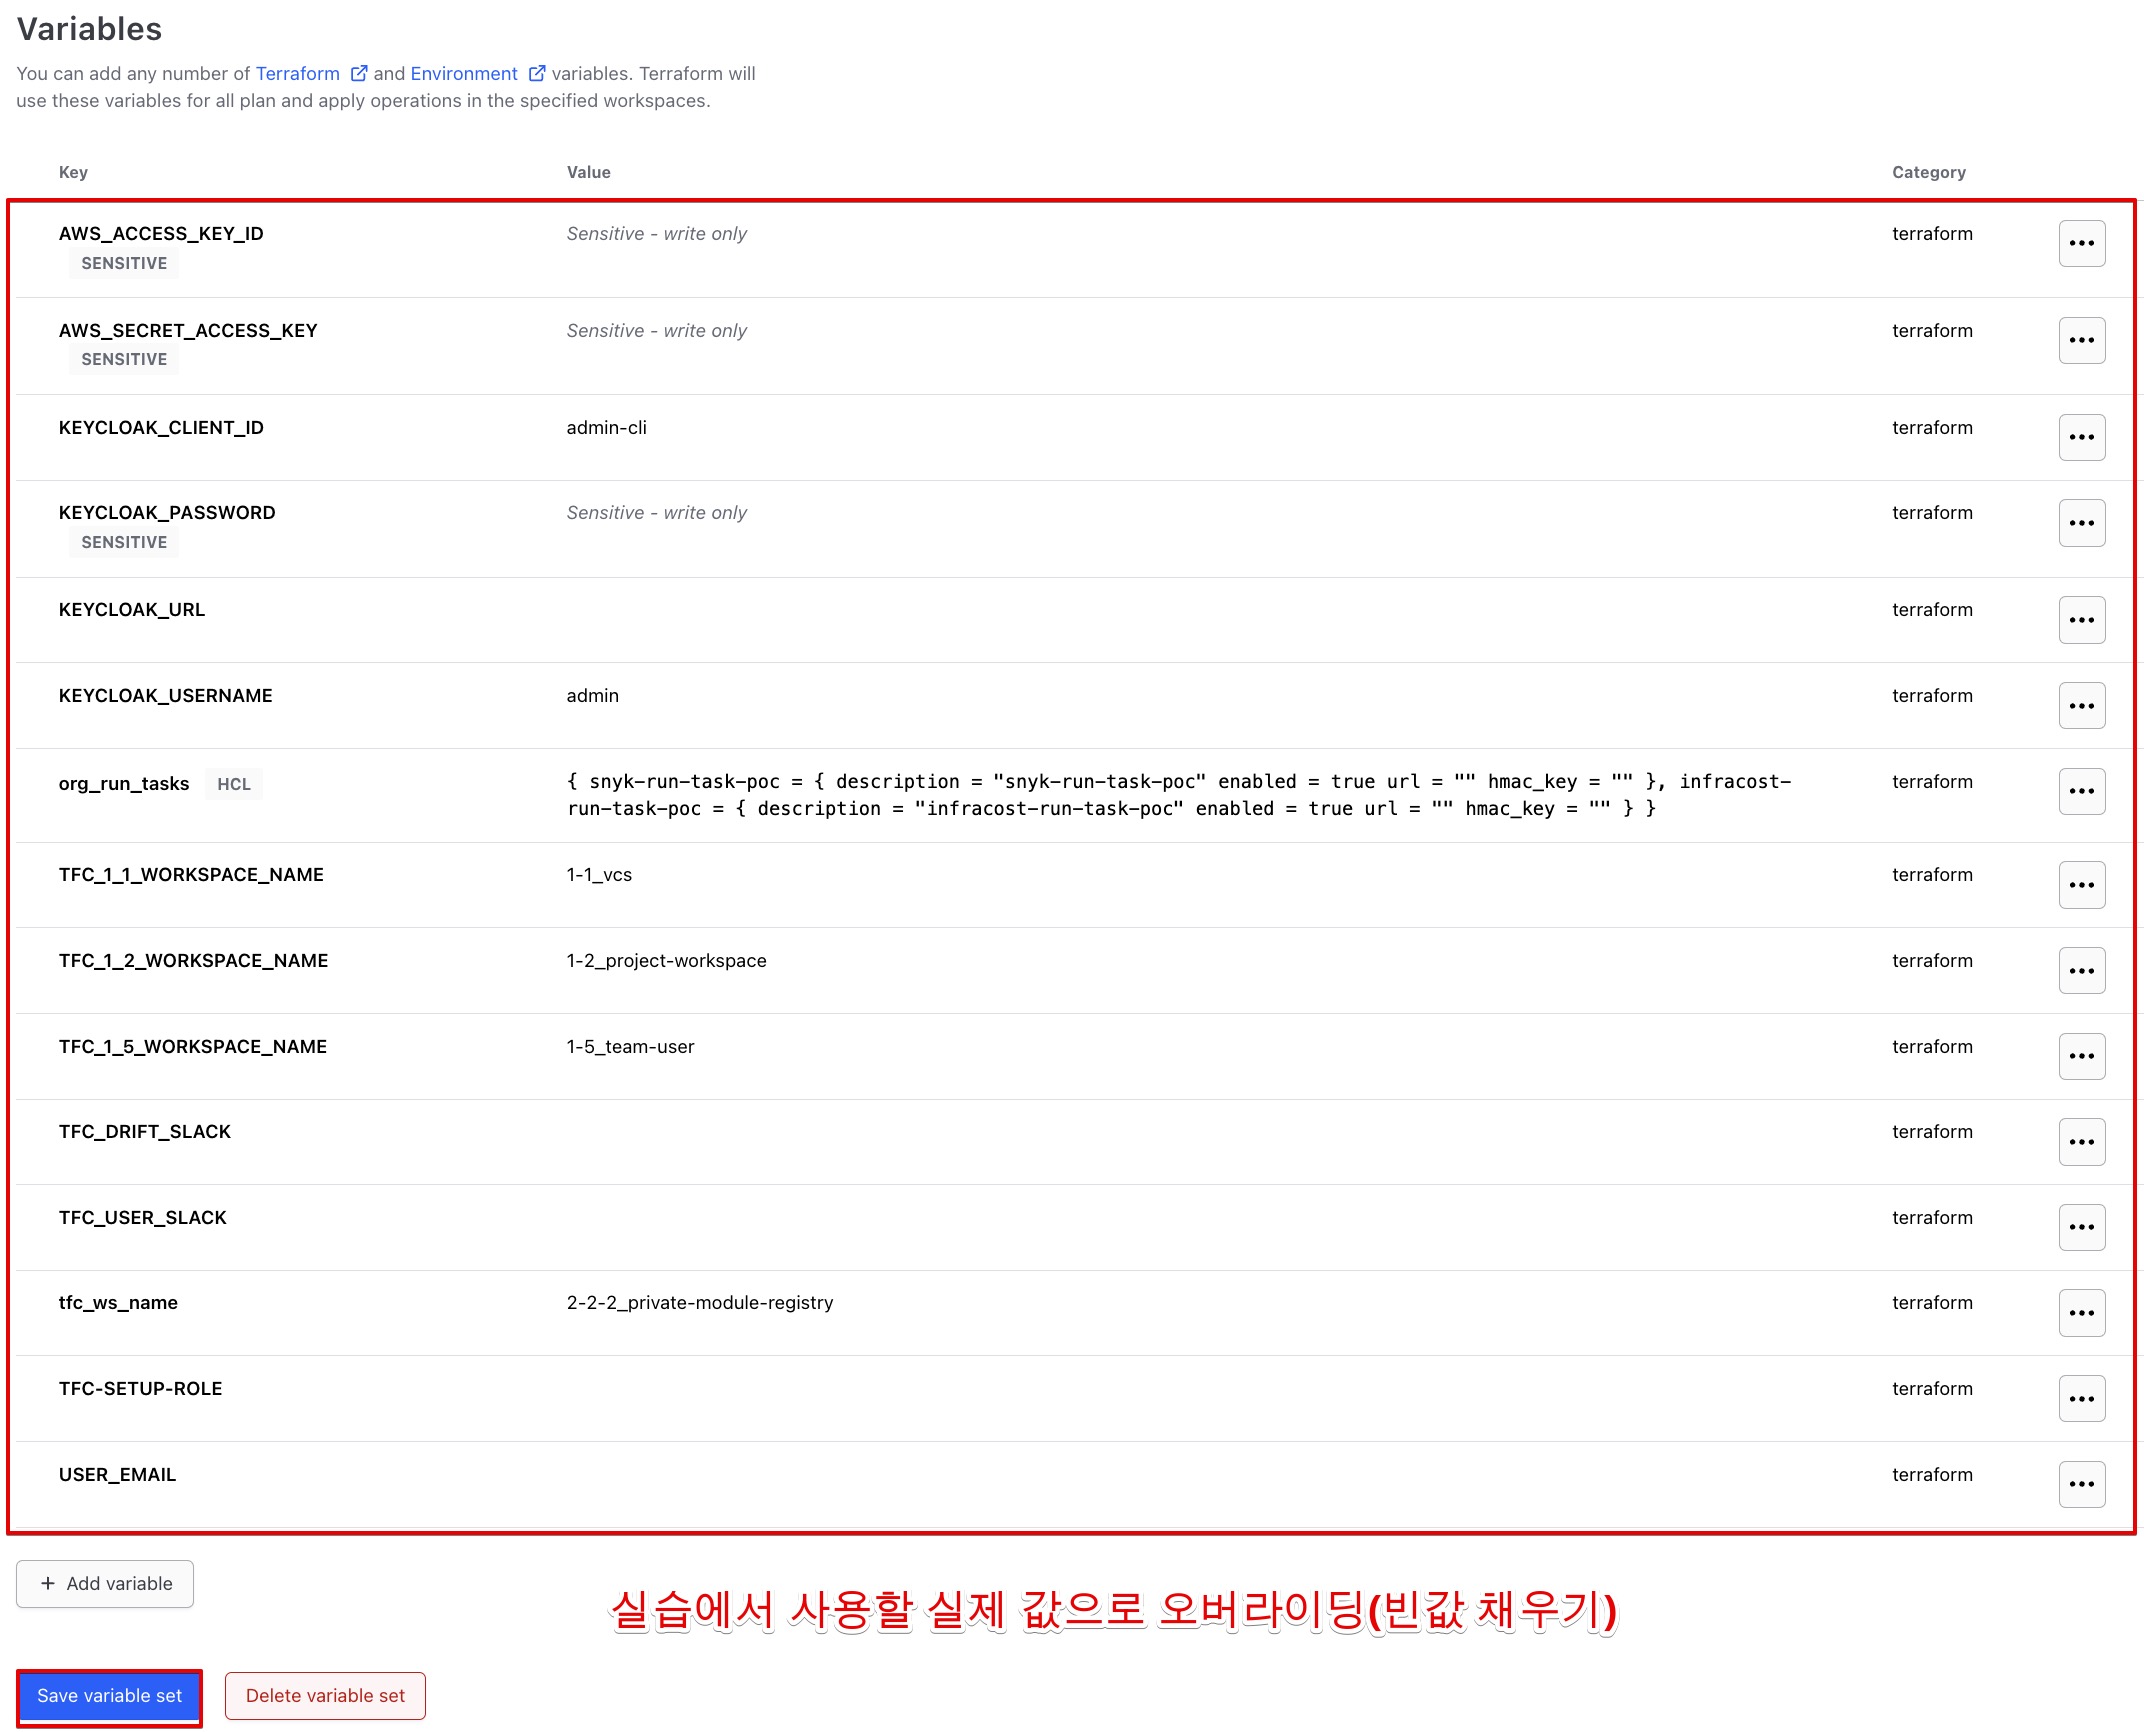 Variables
You can add any number of Terraform and Environment variables. Terraform will
use these variables for all plan and apply operations in the specified workspaces.
Key Value Category
AWS_ACCESS_KEY_ID Sensitive - write only terraform
SENSITIVE
AWS_SECRET_ACCESS_KEY Sensitive - write only terraform
SENSITIVE
KEYCLOAK_CLIENT_ID admin-cli terraform
KEYCLOAK_PASSWORD Sensitive - write only terraform
SENSITIVE
KEYCLOAK_URL terraform
KEYCLOAK_USERNAME admin terraform
org_run_tasks HCL { snyk-run-task-poc = { description = "snyk-run-task-poc" enabled = true url = "" hmac_key = "" }, infracost- terraform
run-task-poc = { description = "infracost-run-task-poc" enabled = true url = "" hmac_key = "" } }
TFC_1_1_WORKSPACE_NAME 1-1_vcs terraform
TFC_1_2_WORKSPACE_NAME 1-2_project-workspace terraform
TFC_1_5_WORKSPACE_NAME 1-5_team-user terraform
TFC_DRIFT_SLACK terraform
TFC_USER_SLACK terraform
tfc_ws_name 2-2-2_private-module-registry terraform
TFC-SETUP-ROLE terraform
USER_EMAIL terraform
+ Add variable
실습에서 사용할 실제 값으로 오버라이딩(빈값 채우기)
Save variable set Delete variable set